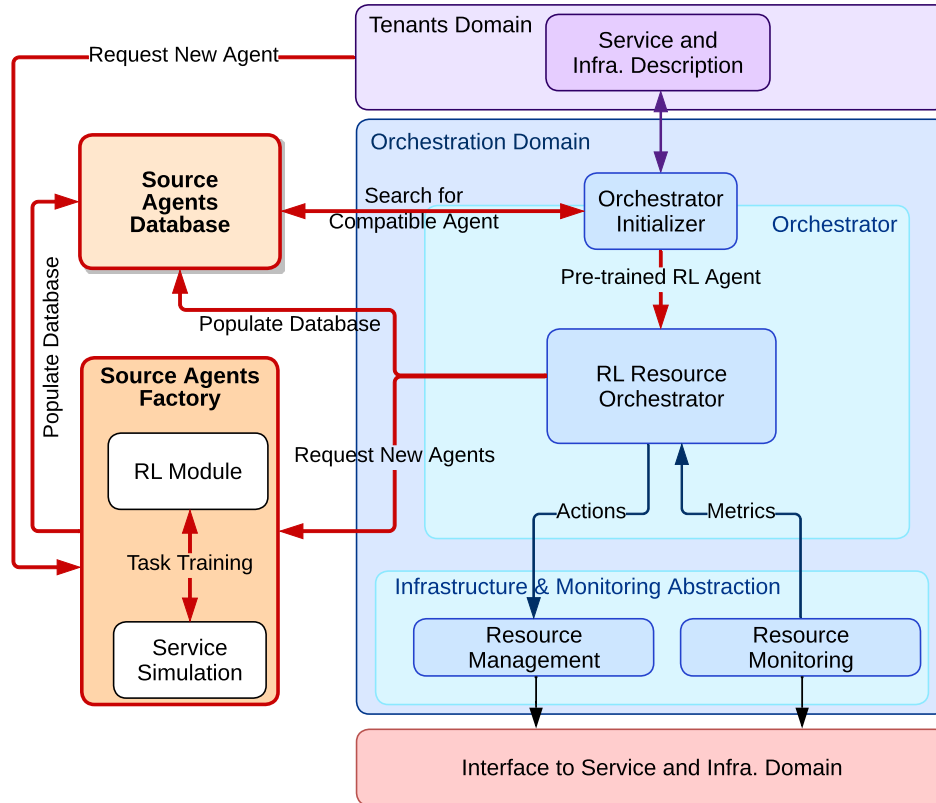 Tenants Domain
Service and
Infra. Description
Request New Agent
Orchestration Domain
Source
Agents
Database
Search for
Compatible Agent
Orchestrator
Initializer
Orchestrator
Pre-trained RL Agent
Populate Database
Populate Database
RL Resource
Orchestrator
Source Agents
Factory
RL Module
Request New Agents
Task Training
Service
Simulation
Actions
Metrics
Infrastructure & Monitoring Abstraction
Resource
Management
Resource
Monitoring
Interface to Service and Infra. Domain